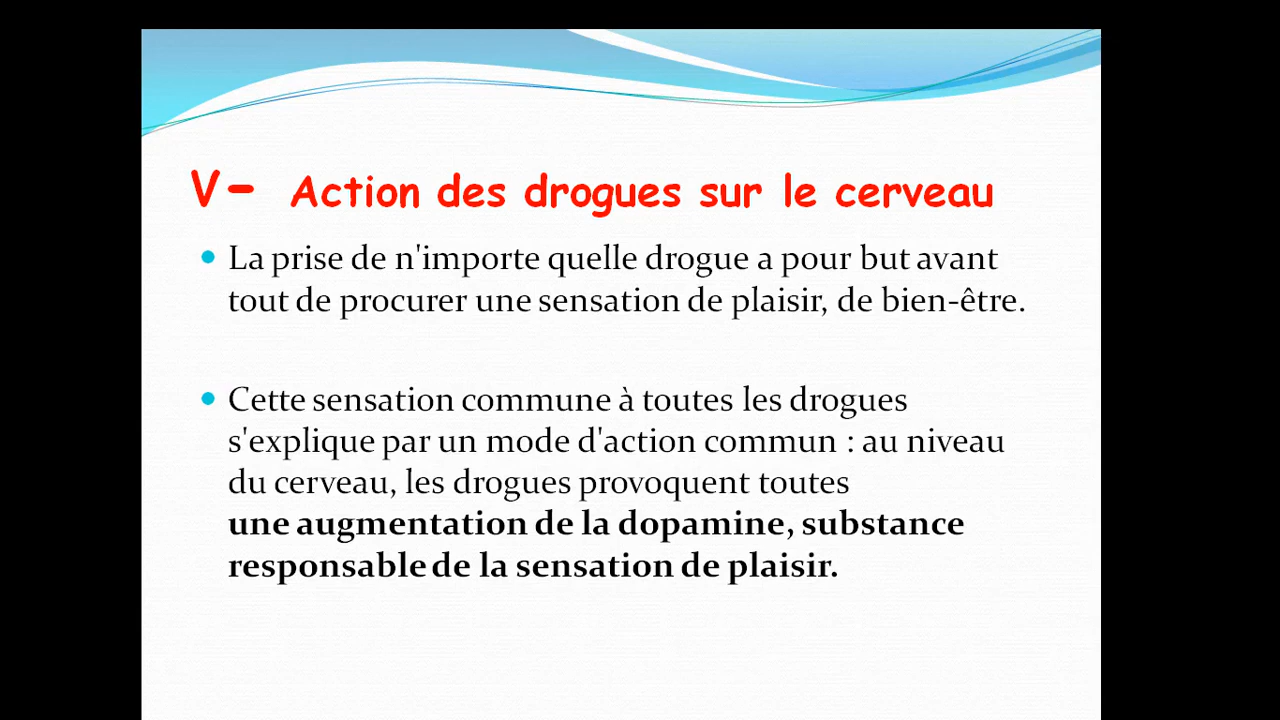 V- Action des drogues sur le cerveau
La prise de n'importe quelle drogue a pour but avant
tout de procurer une sensation de plaisir, de bien-être.
Cette sensation commune à toutes les drogues
s'explique par un mode d'action commun : au niveau
du cerveau, les drogues provoquent toutes
une augmentation de la dopamine, substance
responsable de la sensation de plaisir.